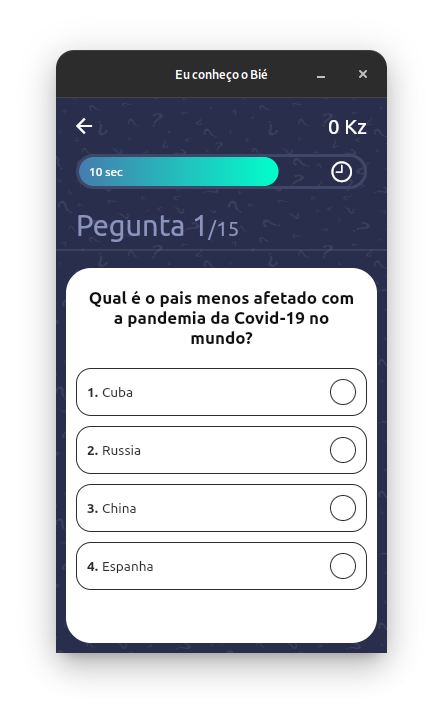 Eu conheço o Bié
0 Kz
10 sec
Pegunta 1/15
Qual é o pais menos afetado com
a pandemia da Covid-19 no
mundo?
1. Cuba
2. Russia
3. China
4. Espanha